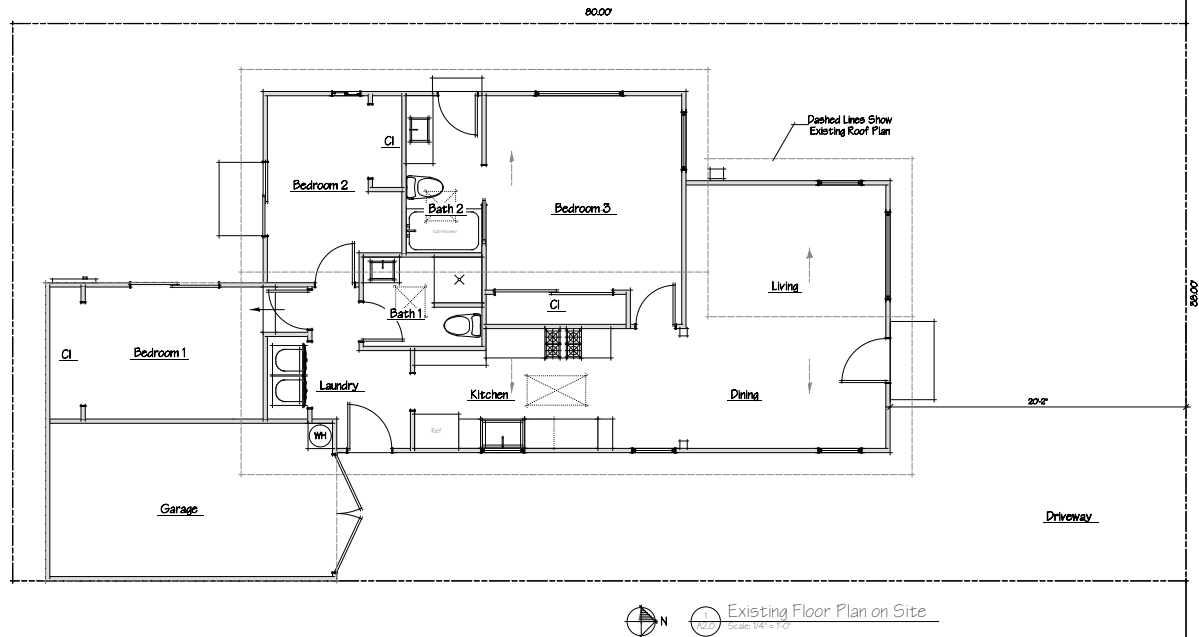 80.00'
Dashed Lines Show
Existing Roof Plan
Cl
Bedroom 2
Bath 2
Bedroom 3
Living
38.00'
Cl
Bath 1
Cl
Bedroom 1
Laundry
Kitchen
Dining
20'-2"
Ref
WH
Garage
Driveway
N
1
A2.0
Existing Floor Plan on Site
Scale: 1/4" = 1'-0"